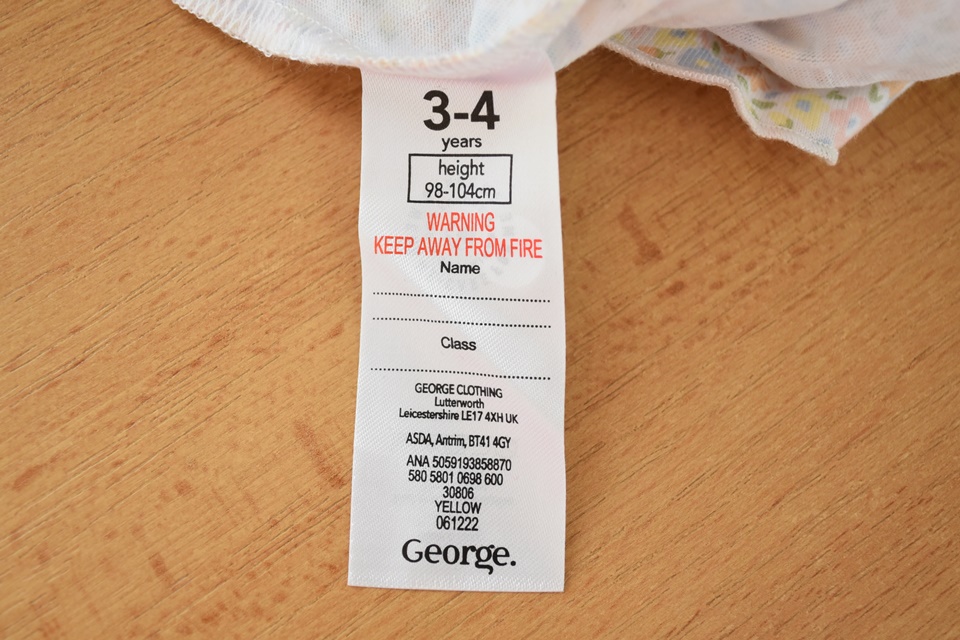 3-4
years
height
98-104cm
WARNING
KEEP AWAY FROM FIRE
Name
Class
GEORGE CLOTHING
Lutterworth
Leicestershire LE17 4XH UK
ASDA, Antrim, BT41 4GY
ANA 5059193858870
580 5801 0698 600
30806
YELLOW
061222
George.